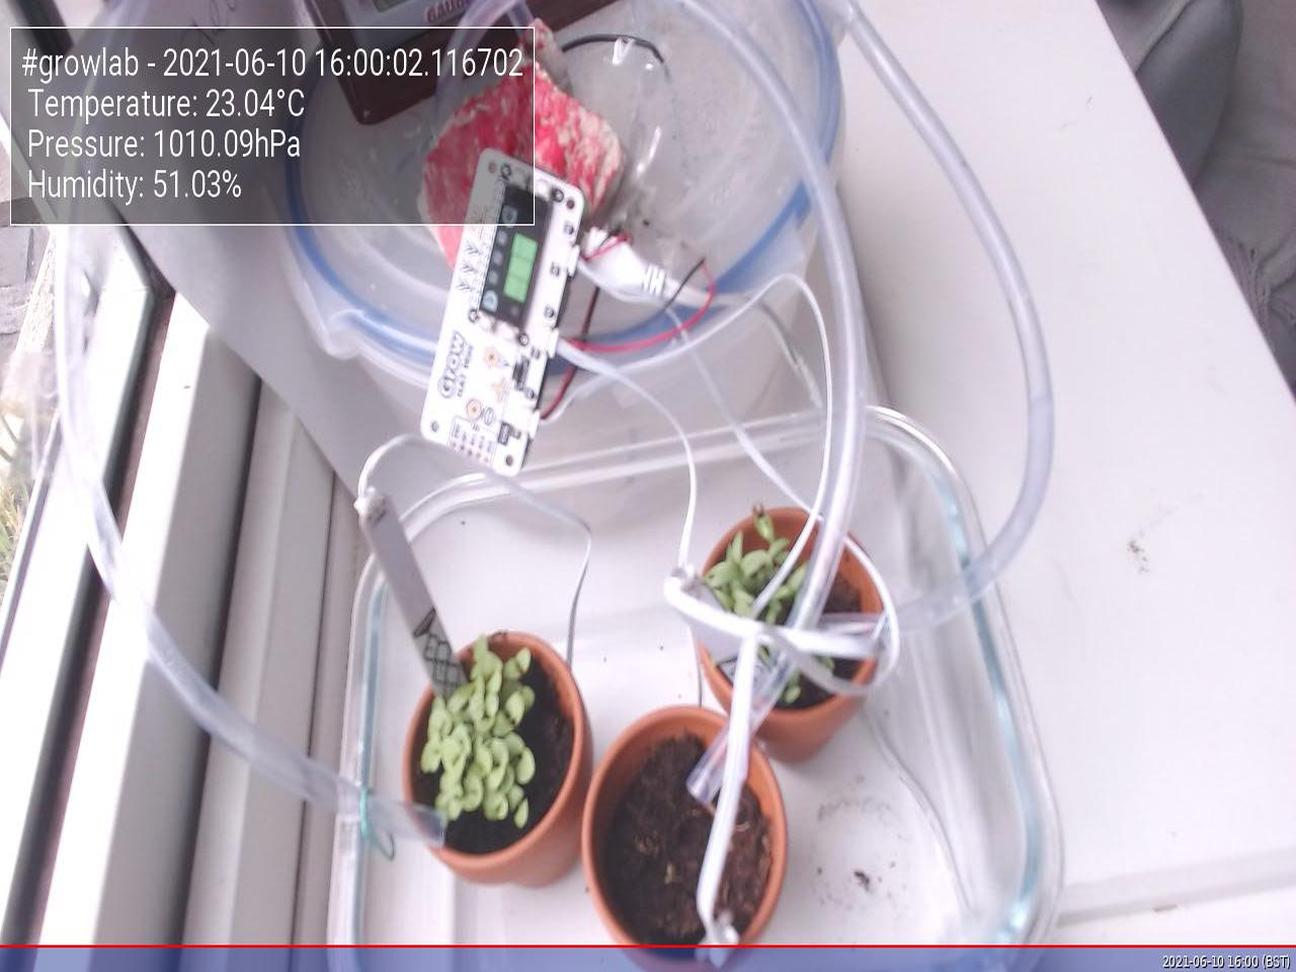 #growlab - 2021-06-10 16:00:02.116702
Temperature: 23.04°C
Pressure: 1010.09hPa
Humidity: 51.03%
Grow
2021-06-10 16:00 (BST)